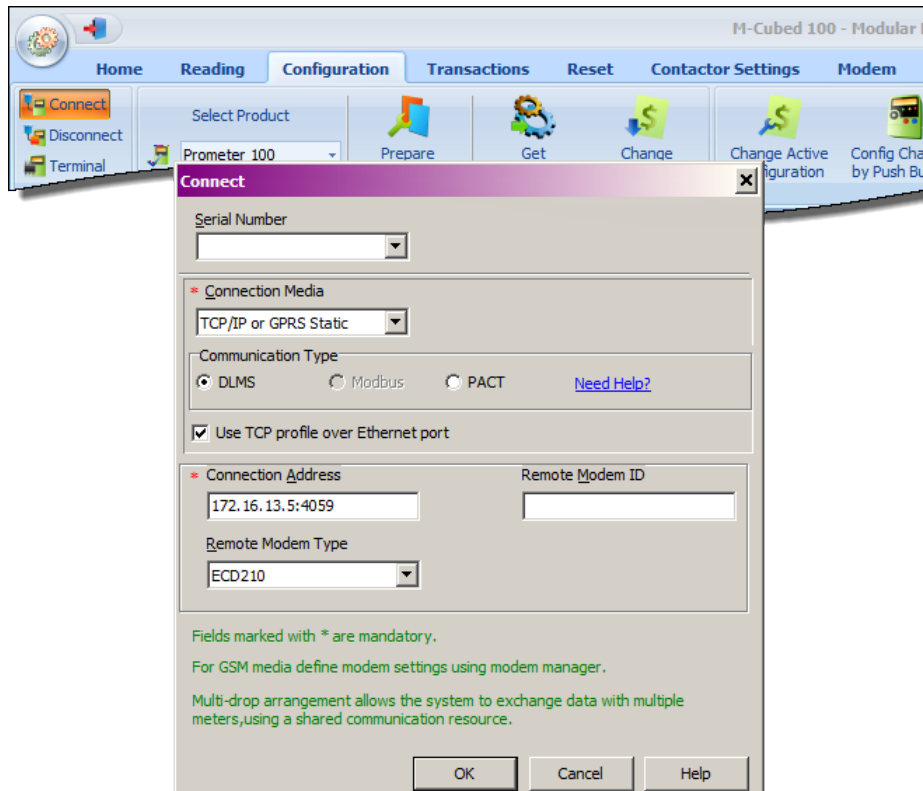 M-Cubed 100 - Modular
Home Reading Configuration Transactions Reset Contactor Settings Modem
Connect
Disconnect
Terminal
Select Product
Prometer 100
Prepare
Get
Change
Change Active
figuration
Config Cha
by Push Bu
Connect
Serial Number
* Connection Media
TCP/IP or GPRS Static
Communication Type
DLMS Modbus PACT Need Help?
Use TCP profile over Ethernet port
* Connection Address
172.16.13.5:4059
Remote Modem ID
Remote Modem Type
ECD210
Fields marked with * are mandatory.
For GSM media define modem settings using modem manager.
Multi-drop arrangement allows the system to exchange data with multiple
meters,using a shared communication resource.
OK Cancel Help